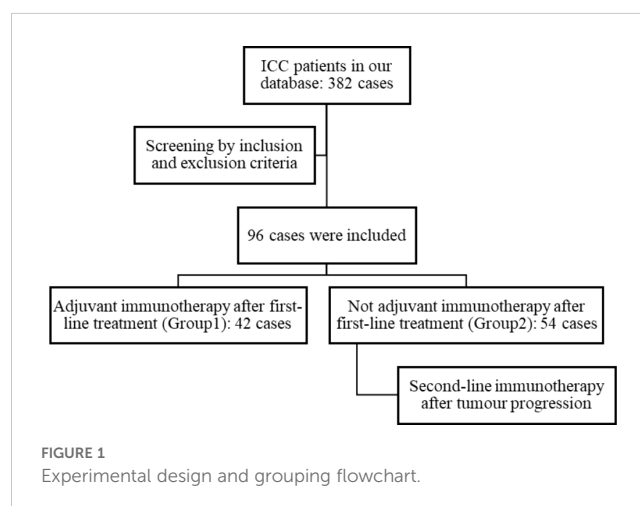 ICC patients in our
database: 382 cases
Screening by inclusion
and exclusion criteria
96 cases were included
Adjuvant immunotherapy after first-
line treatment (Group1): 42 cases
Not adjuvant immunotherapy after
first-line treatment (Group2): 54 cases
Second-line immunotherapy
after tumour progression
FIGURE 1
Experimental design and grouping flowchart.